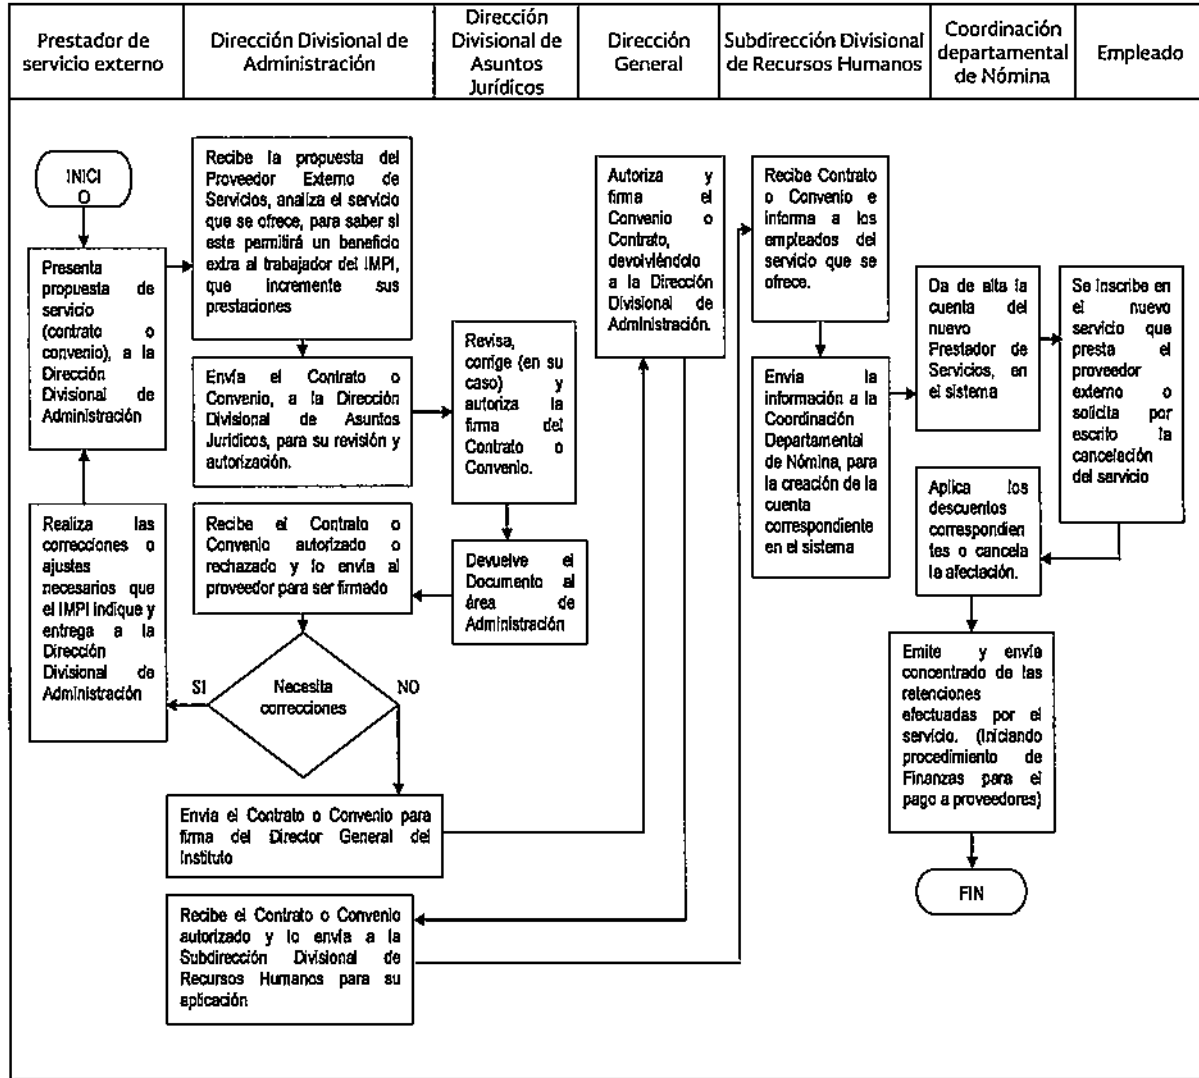 Prestador de
servicio externo
Dirección Divisional de
Administración
Dirección
Divisional de
Asuntos
Jurídicos
Dirección
General
Subdirección Divisional
de Recursos Humanos
Coordinación
departamental
de Nómina
Empleado
INICI
O
Presenta
propuesta de
servicio
(contrato o
convenio), a la
Dirección
Divisional de
Administración
Realiza las
correcciones o
ajustes
necesarios que
el IMPI indique y
entrega a la
Dirección
Divisional de
Administración
Recibe la propuesta del
Proveedor Externo de
Servicios, analiza el servicio
que se ofrece, para saber si
este permitirá un beneficio
extra al trabajador del IMPI,
que incremente sus
prestaciones
Envía el Contrato o
Convenio, a la Dirección
Divisional de Asuntos
Jurídicos, para su revisión y
autorización.
Recibe el Contrato o
Convenio autorizado o
rechazado y lo envía al
proveedor para ser firmado
SI
Necesita
correcciones
NO
Envía el Contrato o Convenio para
firma del Director General del
Instituto
Recibe el Contrato o Convenio
autorizado y lo envía a la
Subdirección Divisional de
Recursos Humanos para su
aplicación
Revisa,
corrige (en su
caso) y
autoriza la
firma del
Contrato o
Convenio.
Devuelve el
Documento al
área de
Administración
Autoriza y
firma el
Convenio o
Contrato,
devolviéndolo
a la Dirección
Divisional de
Administración.
Recibe Contrato
o Convenio e
informa a los
empleados del
servicio que se
ofrece.
Envía la
información a la
Coordinación
Departamental
de Nómina, para
la creación de la
cuenta
correspondiente
en el sistema
Da de alta la
cuenta del
nuevo
Prestador de
Servicios, en
el sistema
Aplica los
descuentos
correspondien
tes o cancela
la afectación.
Emite y envíe
concentrado de las
retenciones
efectuadas por el
servicio. (Iniciando
procedimiento de
Finanzas para el
pago a proveedores)
FIN
Se inscribe en
el nuevo
servicio que
presta el
proveedor
externo o
solicita por
escrito la
cancelación
del servicio